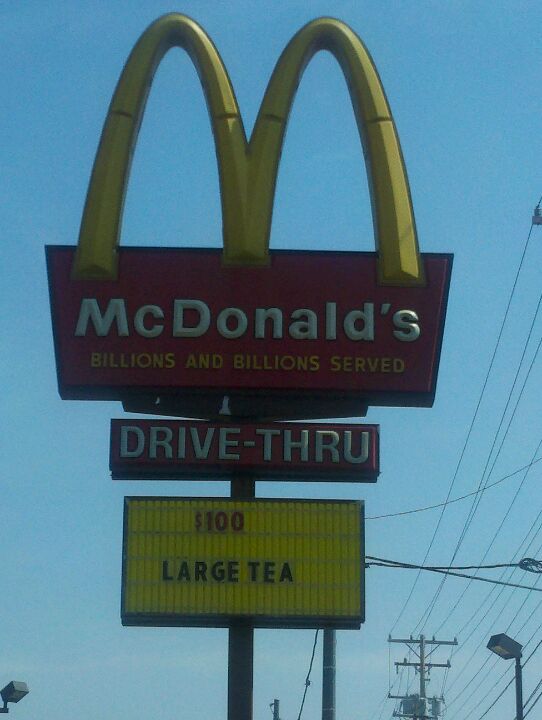 McDonald's
BILLIONS AND BILLIONS SERVED
DRIVE-THRU
$100
LARGE TEA